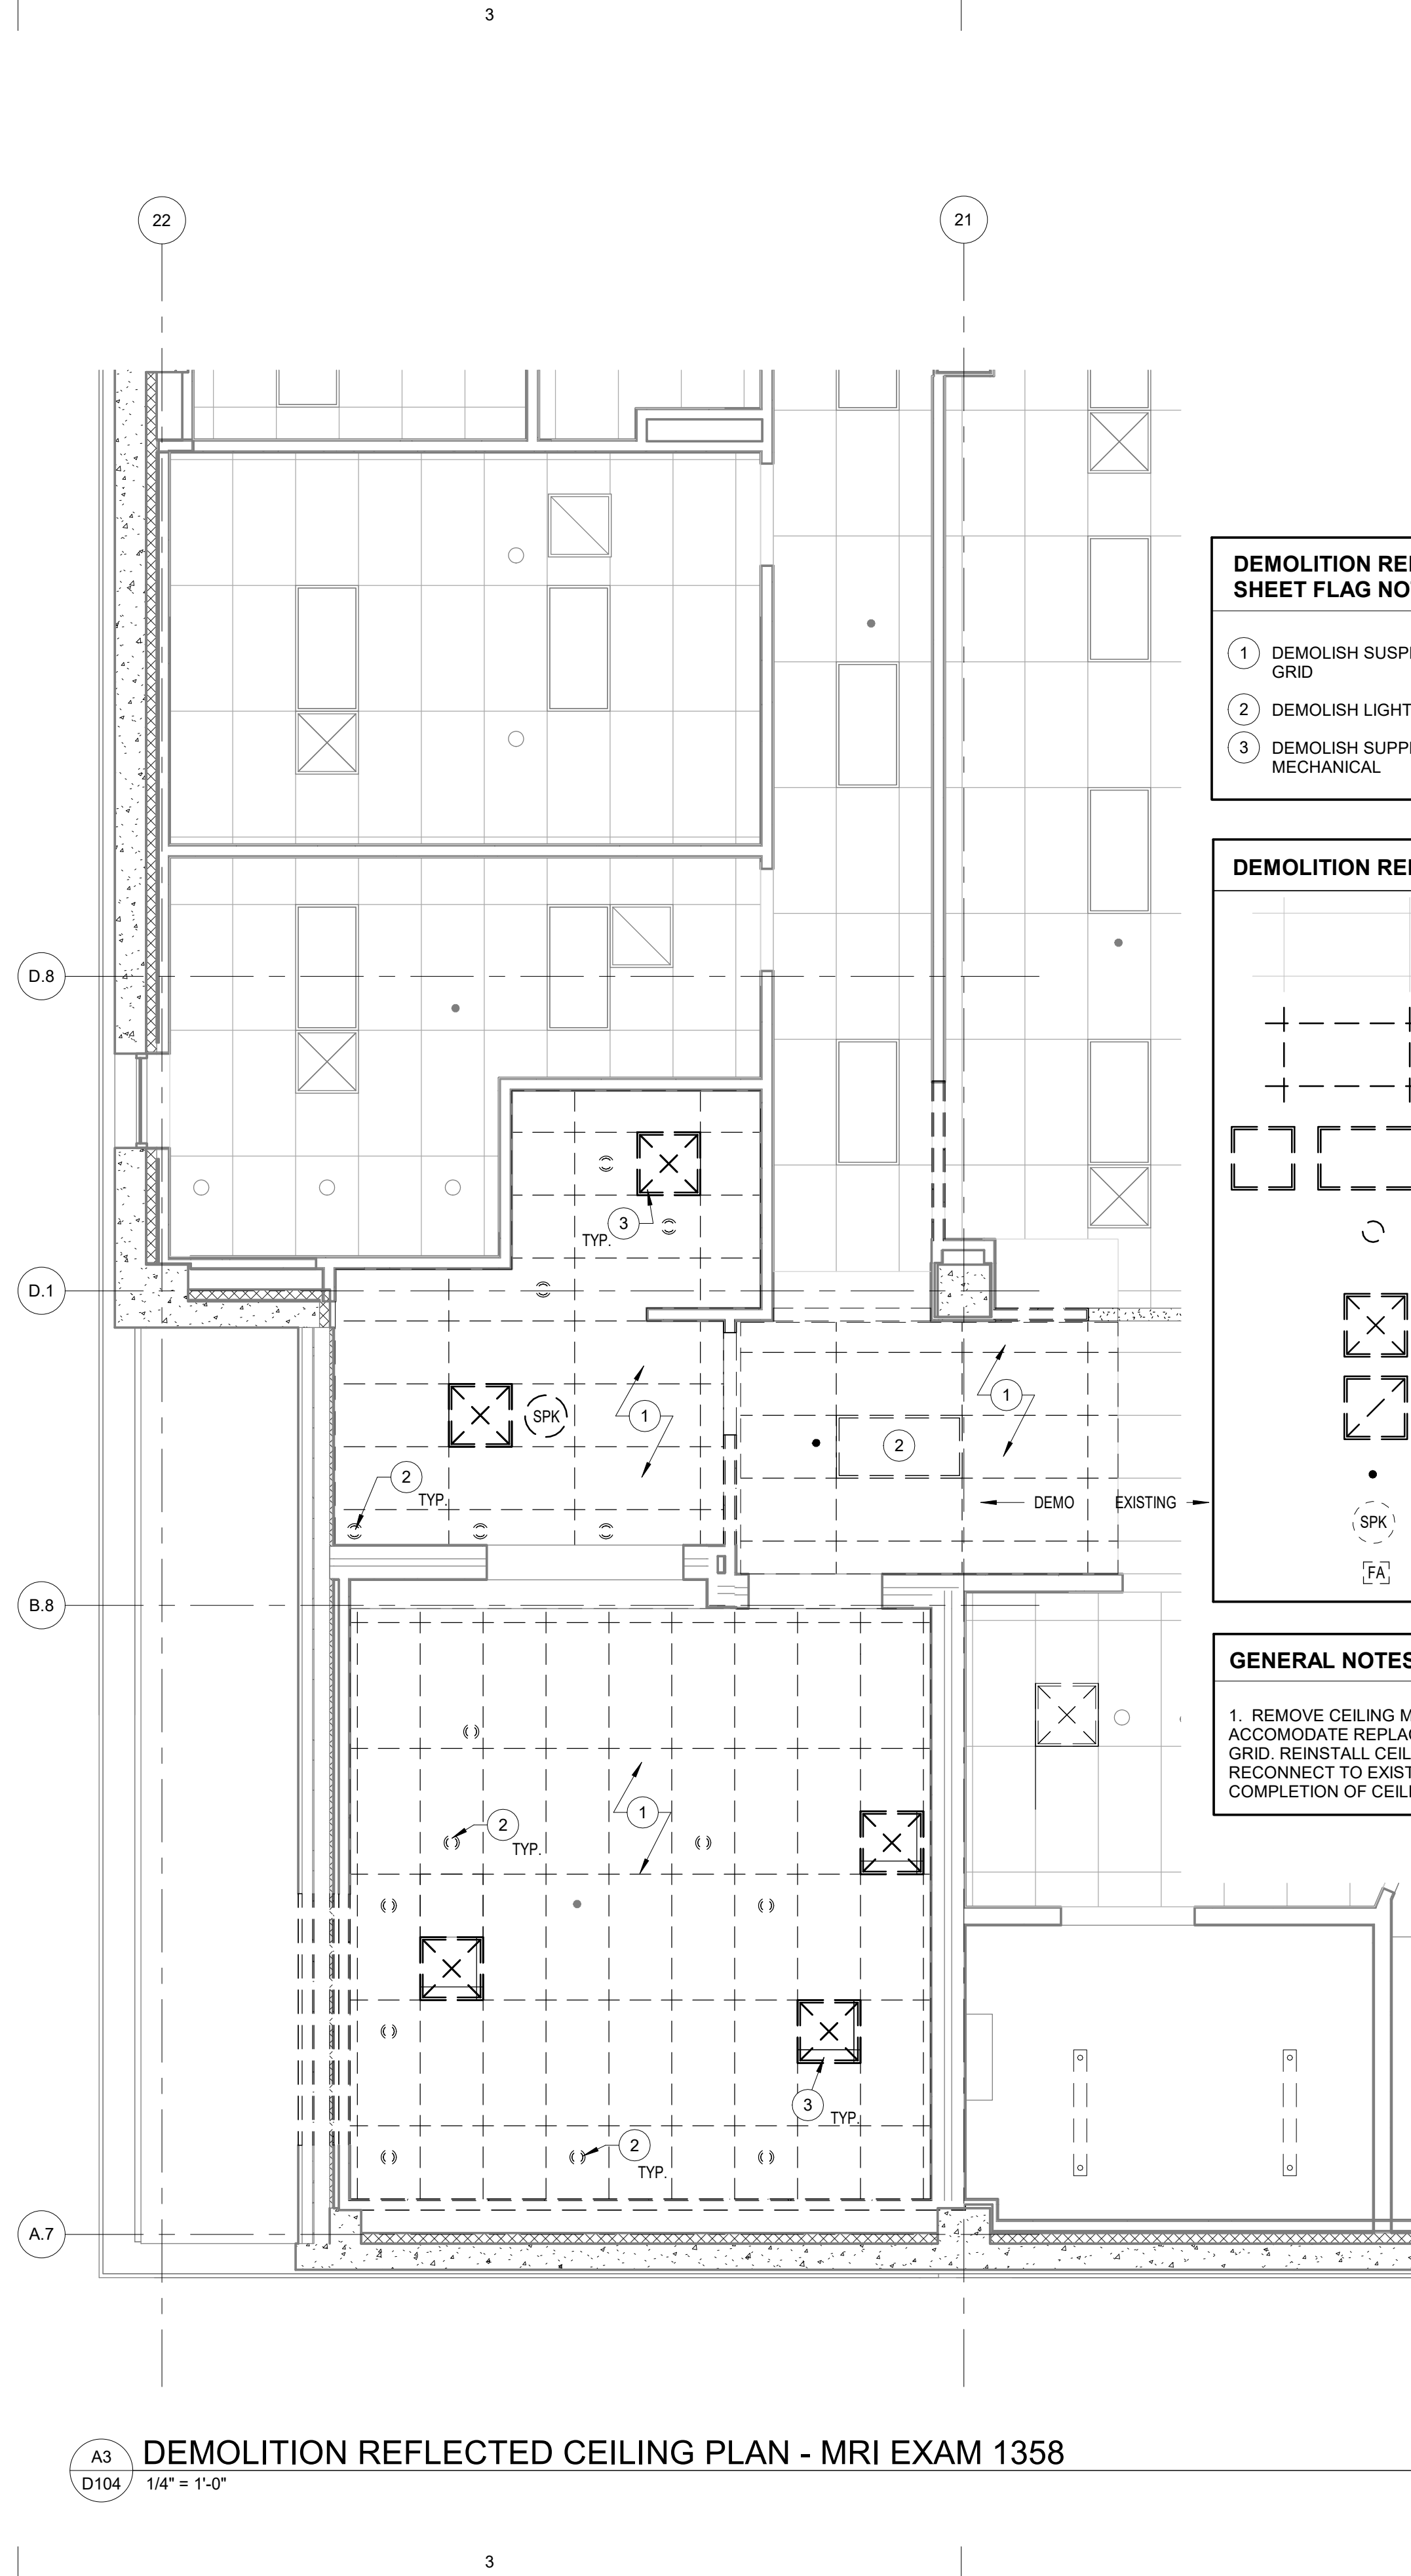 3
22
21
DEMOLITION RE
SHEET FLAG NO
1 DEMOLISH SUSP
GRID
2 DEMOLISH LIGHT
3 DEMOLISH SUPP
MECHANICAL
DEMOLITION RE
D.8
3
TYP.
D.1
1
1
SPK
2
2
TYP.
DEMO EXISTING
SPK
FA
B.8
GENERAL NOTES
1. REMOVE CEILING M
ACCOMODATE REPLAC
GRID. REINSTALL CEIL
RECONNECT TO EXIST
COMPLETION OF CEIL
1
2
TYP.
3
TYP.
2
TYP.
A.7
A3
D104
DEMOLITION REFLECTED CEILING PLAN - MRI EXAM 1358
1/4" = 1'-0"
3